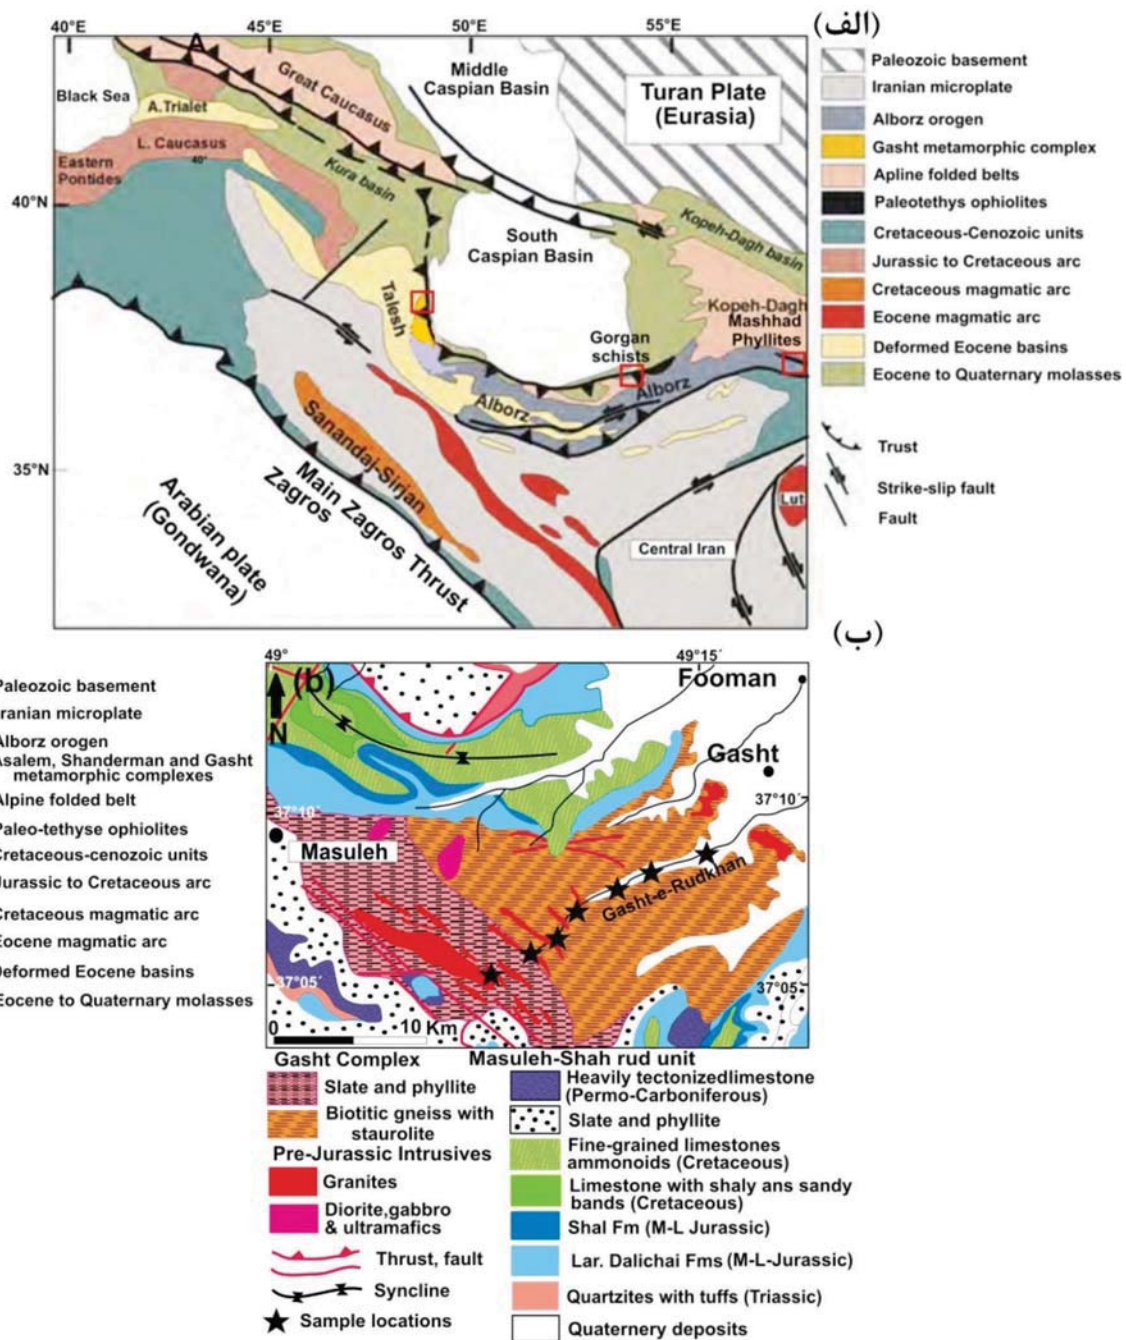 (الف)
40°E
45°E
50°E
55°E
A
Great Caucasus
Middle
Caspian Basin
Turan Plate
(Eurasia)
Black Sea
A.Trialet
L. Caucasus
40°
Eastern
Pontides
Kura basin
40°N
South
Caspian Basin
Kopeh-Dagh basin
Talesh
Kopeh-Dagh
Mashhad
Phyllites
Gorgan
schists
Alborz
Alborz
Sanandaj-Sirjan
35°N
Main Zagros Thrust
Zagros
Arabian plate
(Gondwana)
Central Iran
Lut
Paleozoic basement
Iranian microplate
Alborz orogen
Gasht metamorphic complex
Apline folded belts
Paleotethys ophiolites
Cretaceous-Cenozoic units
Jurassic to Cretaceous arc
Cretaceous magmatic arc
Eocene magmatic arc
Deformed Eocene basins
Eocene to Quaternary molasses
Trust
Strike-slip fault
Fault
(ب)
Paleozoic basement
Iranian microplate
Alborz orogen
Asalem, Shanderman and Gasht
metamorphic complexes
Alpine folded belt
Paleo-tethyse ophiolites
Cretaceous-cenozoic units
Jurassic to Cretaceous arc
Cretaceous magmatic arc
Eocene magmatic arc
Deformed Eocene basins
Eocene to Quaternary molasses
49°
49°15´
(b)
N
Fooman
Gasht
37°10´
37°10´
Masuleh
Gasht-e-Rudkhan
37°05´
37°05´
0
10 Km
Gasht Complex
Slate and phyllite
Biotitic gneiss with
staurolite
Pre-Jurassic Intrusives
Granites
Diorite,gabbro
& ultramafics
Thrust, fault
Syncline
Sample locations
Masuleh-Shah rud unit
Heavily tectonizedlimestone
(Permo-Carboniferous)
Slate and phyllite
Fine-grained limestones
ammonoids (Cretaceous)
Limestone with shaly ans sandy
bands (Cretaceous)
Shal Fm (M-L Jurassic)
Lar. Dalichai Fms (M-L-Jurassic)
Quartzites with tuffs (Triassic)
Quaternery deposits